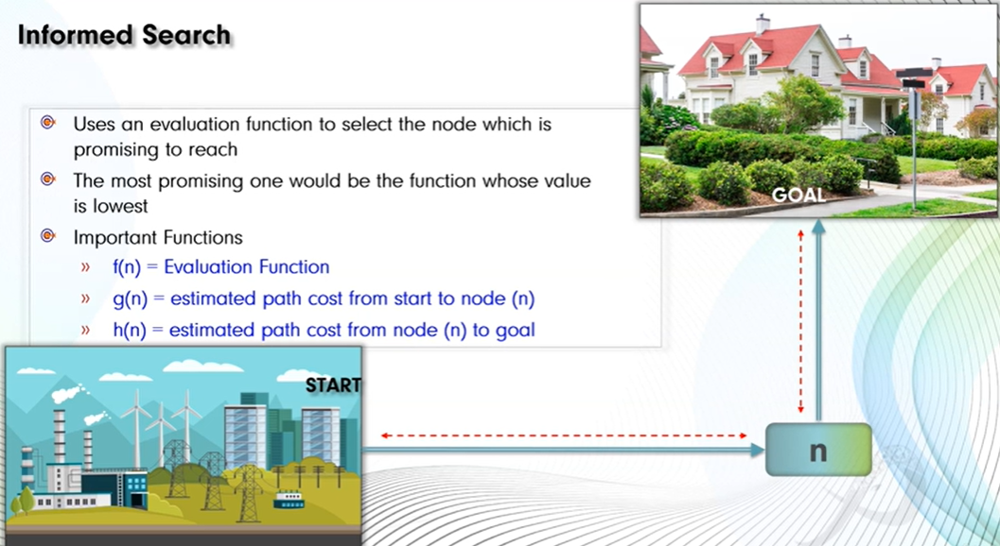 Informed Search
Uses an evaluation function to select the node which is
promising to reach
The most promising one would be the function whose value
is lowest
Important Functions
» f(n) = Evaluation Function
» g(n) = estimated path cost from start to node (n)
» h(n) = estimated path cost from node (n) to goal
GOAL
START
n